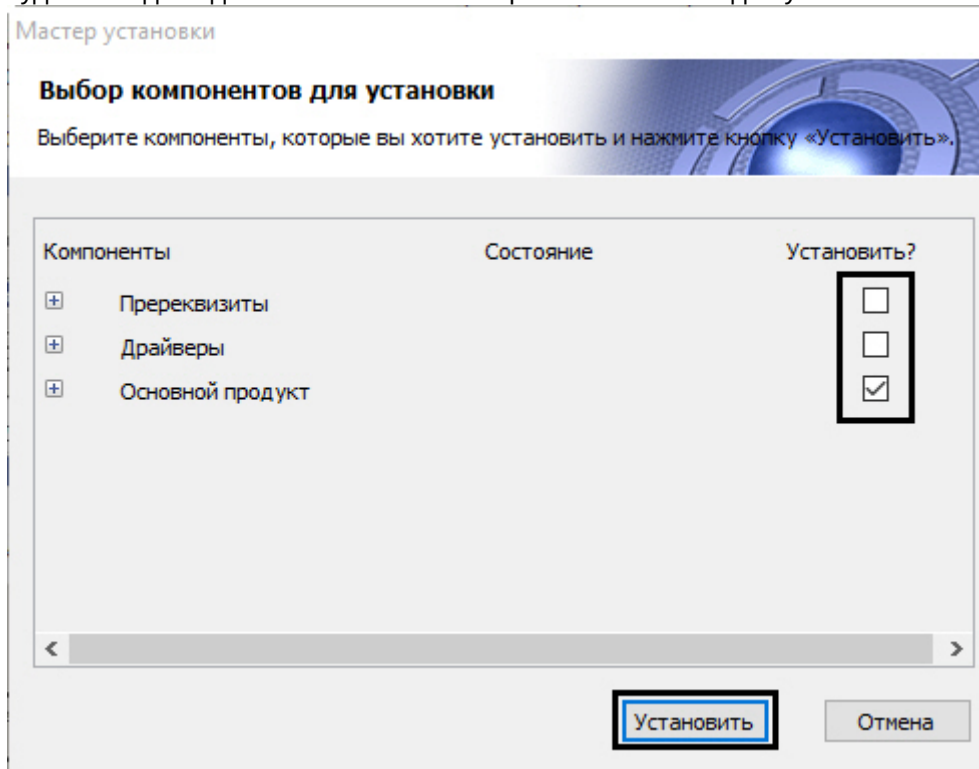 Мастер установки
Выбор компонентов для установки
Выберите компоненты, которые вы хотите установить и нажмите кнопку «Установить».
Компоненты Состояние Установить?
Пререквизиты
Драйверы
Основной продукт
Установить Отмена